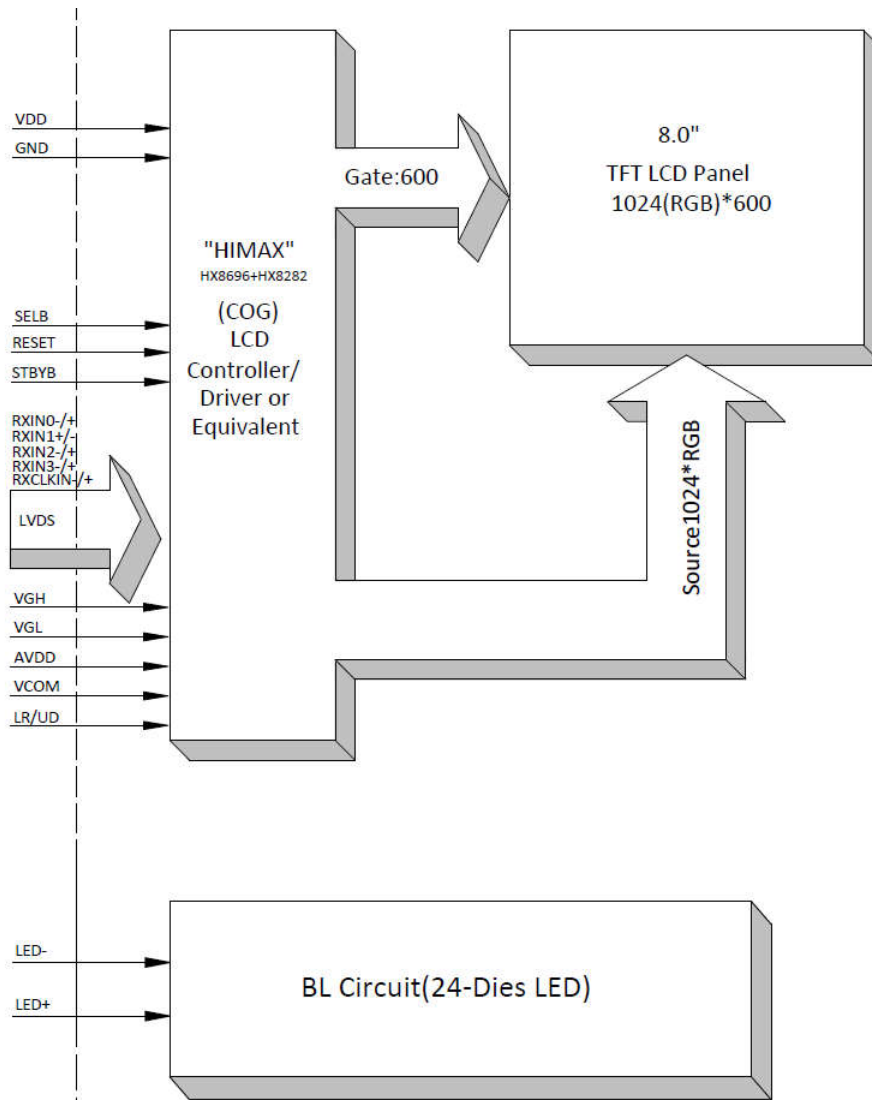 VDD
GND
SELB
RESET
STBYB
RXIN0-/+
RXIN1+/-
RXIN2-/+
RXIN3-/+
RXCLKIN-/+
LVDS
VGH
VGL
AVDD
VCOM
LR/UD
"HIMAX"
HX8696+HX8282
(COG)
LCD
Controller/
Driver or
Equivalent
Gate:600
8.0"
TFT LCD Panel
1024(RGB)*600
Source1024*RGB
LED-
LED+
BL Circuit(24-Dies LED)